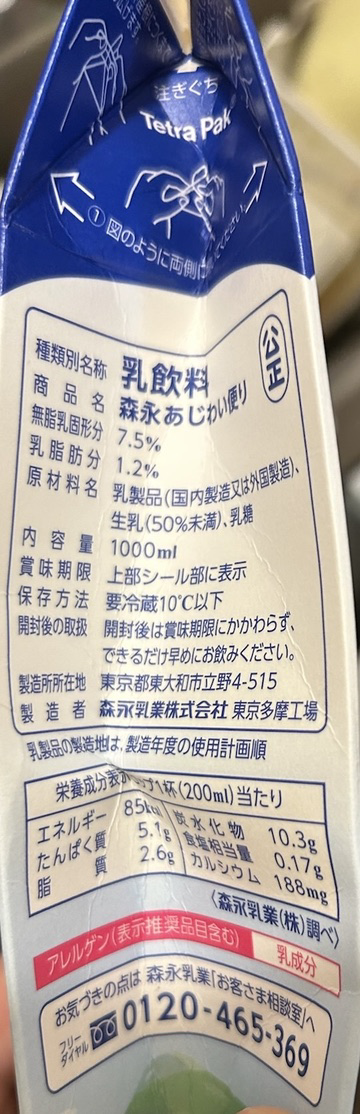 注ぎぐち
Tetra Pak
① 図のように両側に
ください
公正
種類別名称 乳飲料
商品名 森永あじわい便り
無脂乳固形分 7.5%
乳脂肪分 1.2%
原材料名 乳製品(国内製造又は外国製造)、
生乳(50%未満)、乳糖
内容量 1000ml
賞味期限 上部シール部に表示
保存方法 要冷蔵10℃以下
開封後の取扱 開封後は賞味期限にかかわらず、
できるだけ早めにお飲みください。
製造所所在地 東京都東大和市立野4-515
製造者 森永乳業株式会社 東京多摩工場
乳製品の製造地は、製造年度の使用計画順
栄養成分表示 1杯(200ml)当たり
エネルギー 85kcal 炭水化物 10.3g
たんぱく質 5.1g 食塩相当量 0.17g
脂質 2.6g カルシウム 188mg
〈森永乳業(株)調べ〉
アレルゲン(表示推奨品目含む) 乳成分
お気づきの点は 森永乳業「お客さま相談室」へ
フリーダイヤル 0120-465-369